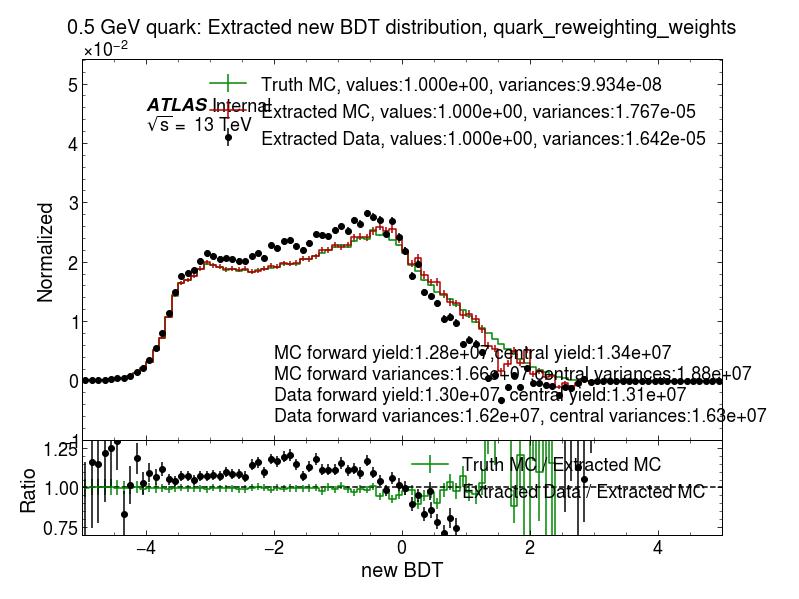 0.5 GeV quark: Extracted new BDT distribution, quark_reweighting_weights
×10⁻²
Truth MC, values:1.000e+00, variances:9.934e-08
ATLAS Internal
Extracted MC, values:1.000e+00, variances:1.767e-05
√s = 13 TeV
Extracted Data, values:1.000e+00, variances:1.642e-05
5
4
3
2
1
0
−1
Normalized
MC forward yield:1.28e+07,central yield:1.34e+07
MC forward variances:1.66e+07,central variances:1.88e+07
Data forward yield:1.30e+07, central yield:1.31e+07
Data forward variances:1.62e+07, central variances:1.63e+07
1.25
1.00
0.75
Ratio
Truth MC / Extracted MC
Extracted Data / Extracted MC
−4 −2 0 2 4
new BDT